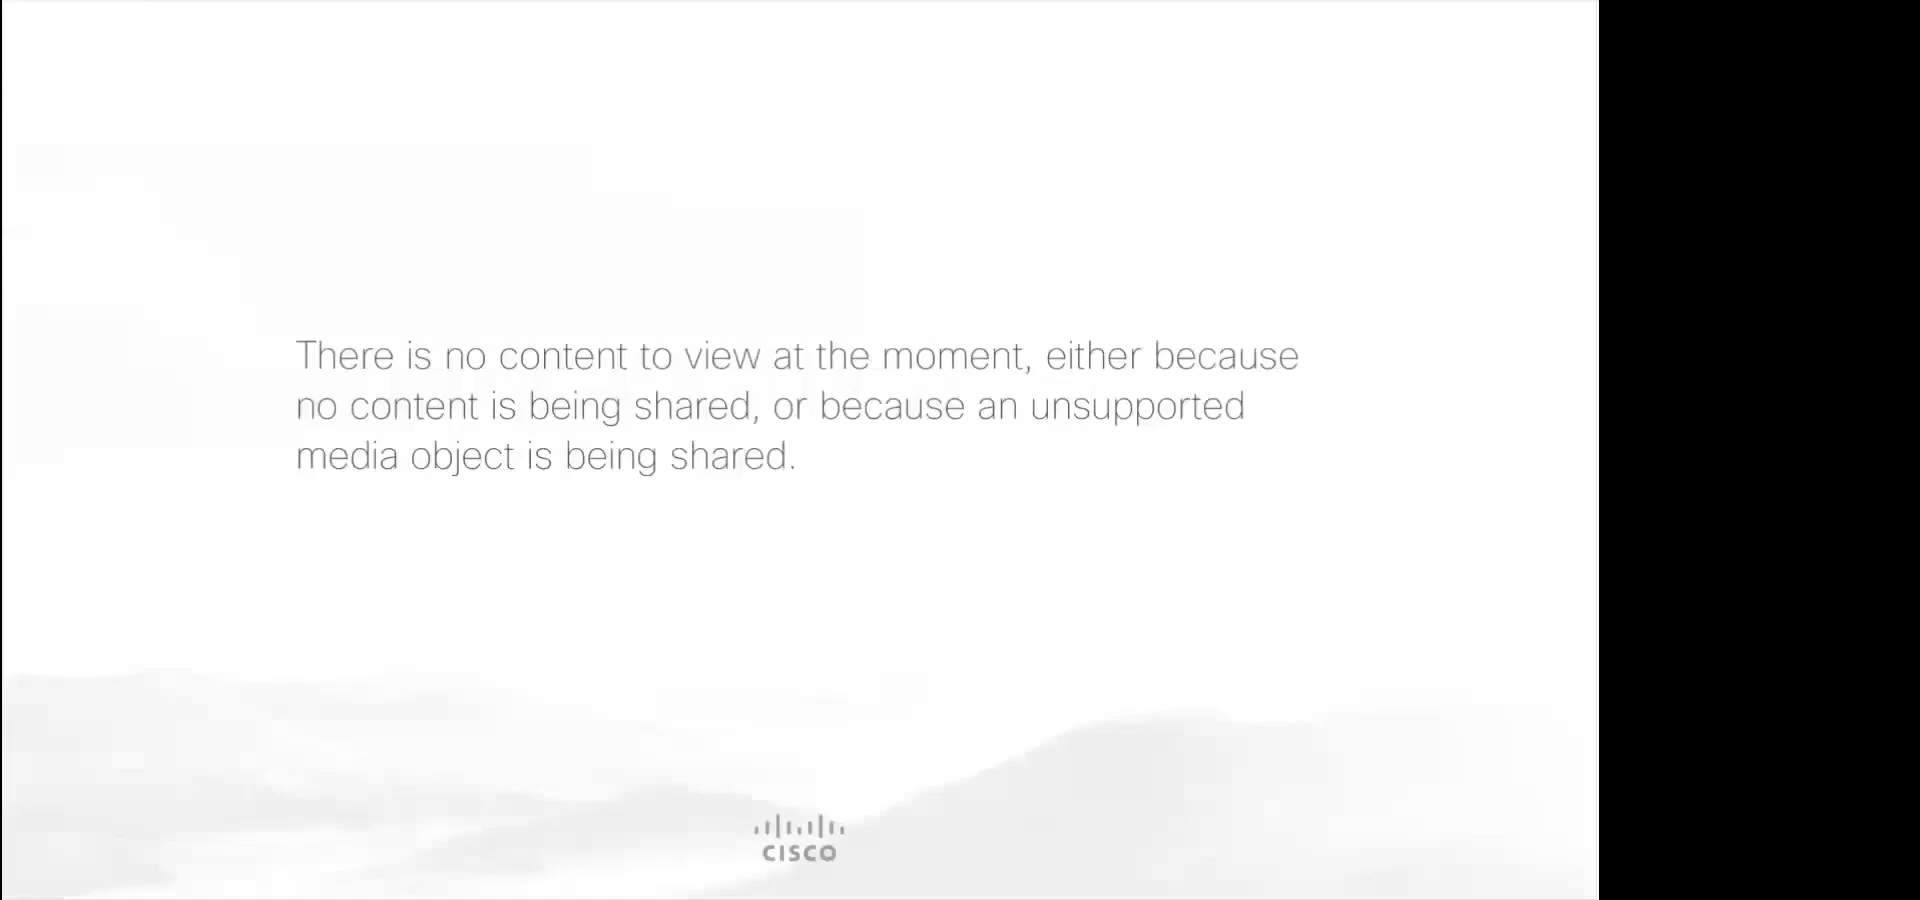 There is no content to view at the moment, either because
no content is being shared, or because an unsupported
media object is being shared.
CISCO